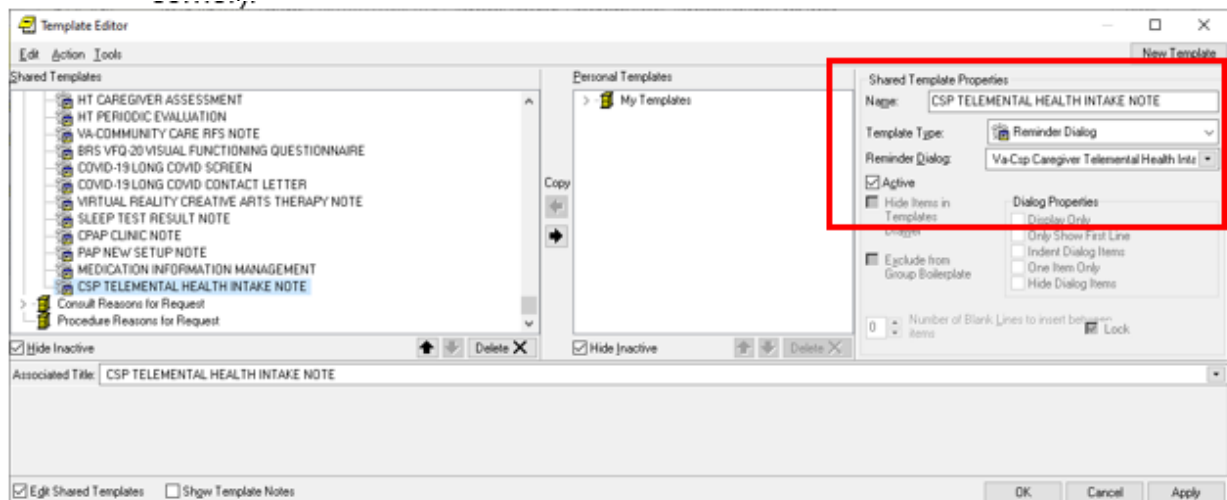 Template Editor
Edit Action Tools
New Template
Shared Templates
HT CAREGIVER ASSESSMENT
HT PERIODIC EVALUATION
VA-COMMUNITY CARE RFS NOTE
BRS VFQ-20 VISUAL FUNCTIONING QUESTIONNAIRE
COVID-19 LONG COVID SCREEN
COVID-19 LONG COVID CONTACT LETTER
VIRTUAL REALITY CREATIVE ARTS THERAPY NOTE
SLEEP TEST RESULT NOTE
CPAP CLINIC NOTE
PAP NEW SETUP NOTE
MEDICATION INFORMATION MANAGEMENT
CSP TELEMENTAL HEALTH INTAKE NOTE
Consult Reasons for Request
Procedure Reasons for Request
Hide Inactive
Delete
Copy
Personal Templates
My Templates
Hide Inactive
Delete
Shared Template Properties
Name: CSP TELEMENTAL HEALTH INTAKE NOTE
Template Type: Reminder Dialog
Reminder Dialog: Va-Csp Caregiver Telemental Health Inta
Active
Hide Items in
Templates
Drawer
Exclude from
Group Boilerplate
Dialog Properties
Display Only
Only Show First Line
Indent Dialog Items
One Item Only
Hide Dialog Items
0 Number of Blank Lines to insert between
items
Lock
Associated Title: CSP TELEMENTAL HEALTH INTAKE NOTE
Edit Shared Templates Show Template Notes
OK Cancel Apply